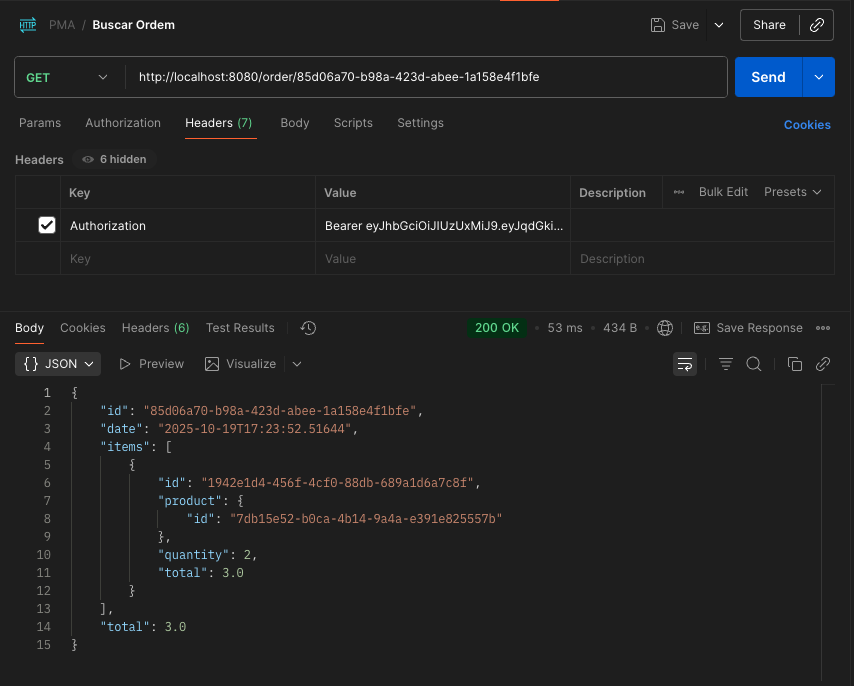 HTTP PMA / Buscar Ordem Save Share
GET http://localhost:8080/order/85d06a70-b98a-423d-abee-1a158e4f1bfe Send
Params Authorization Headers (7) Body Scripts Settings Cookies
Headers 6 hidden
Key Value Description Bulk Edit Presets
Authorization Bearer eyJhbGciOiJIUzUxMiJ9.eyJqdGki...
Key Value Description
Body Cookies Headers (6) Test Results 200 OK 53 ms 434 B e.g. Save Response
{} JSON Preview Visualize
1 {
2 "id": "85d06a70-b98a-423d-abee-1a158e4f1bfe",
3 "date": "2025-10-19T17:23:52.51644",
4 "items": [
5 {
6 "id": "1942e1d4-456f-4cf0-88db-689a1d6a7c8f",
7 "product": {
8 "id": "7db15e52-b0ca-4b14-9a4a-e391e825557b"
9 },
10 "quantity": 2,
11 "total": 3.0
12 }
13 ],
14 "total": 3.0
15 }